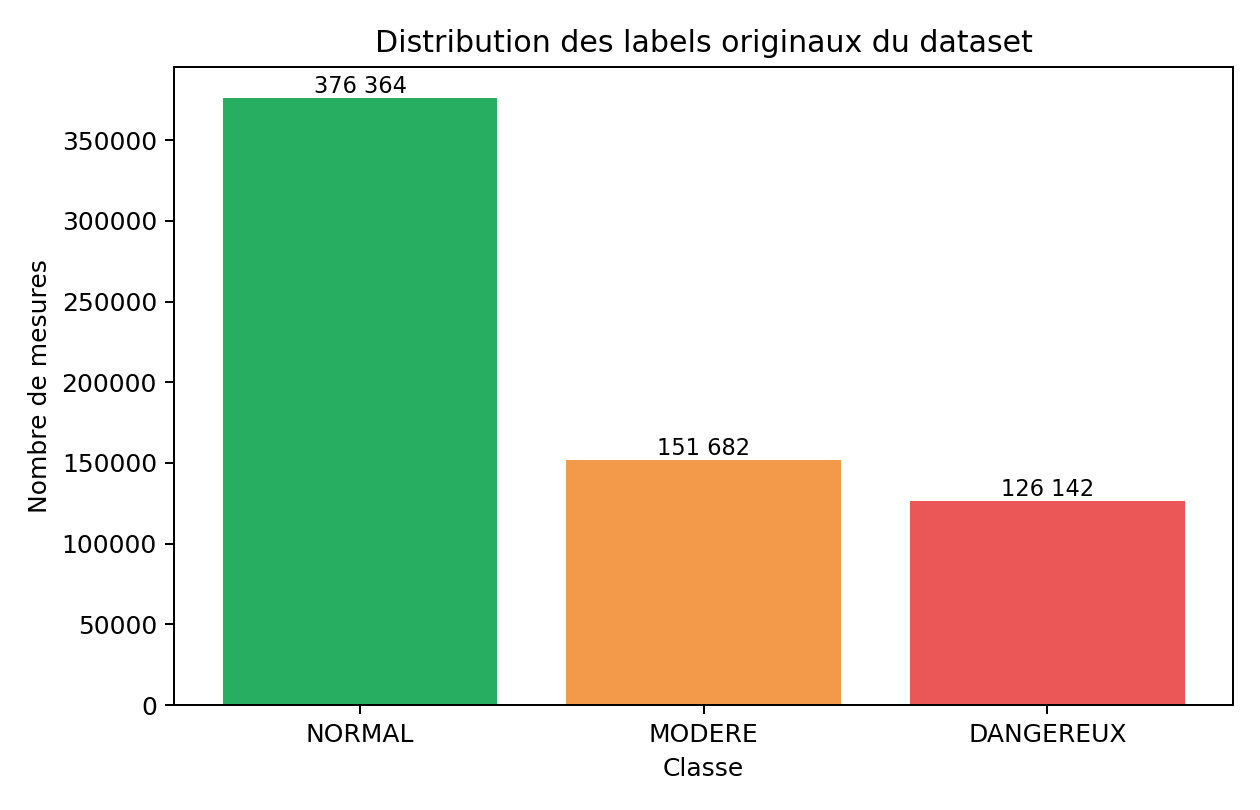 Distribution des labels originaux du dataset
376 364
151 682
126 142
350000
300000
250000
200000
150000
100000
50000
0
Nombre de mesures
NORMAL
MODERE
DANGEREUX
Classe